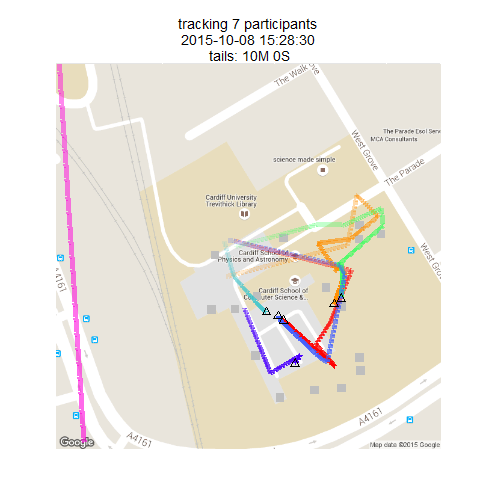 tracking 7 participants
2015-10-08 15:28:30
tails: 10M 0S
The Walk
West Grove
The Parade Esol Serv
MCA Consultants
science made simple
The Parade
Cardiff University
Trevithick Library
West Grove
Cardiff School of
Physics and Astronomy
Cardiff School of
Computer Science &...
A4161
A4161
A4161
Google
Map data ©2015 Google